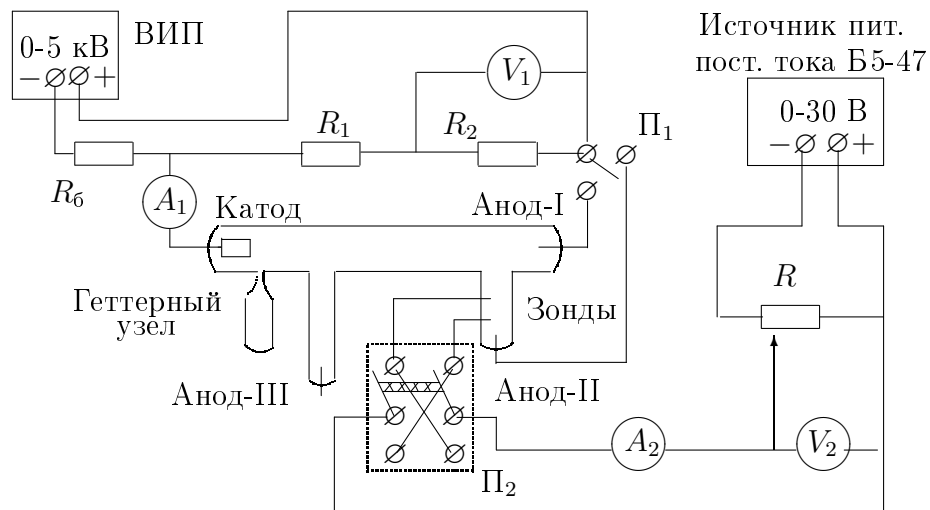 ВИП
0-5 кВ
− +
V₁
Источник пит.
пост. тока Б5-47
0-30 В
− +
R₁
R₂
П₁
Rб
A₁
Катод
Анод-I
R
Геттерный
узел
Зонды
Анод-III
Анод-II
A₂
V₂
П₂